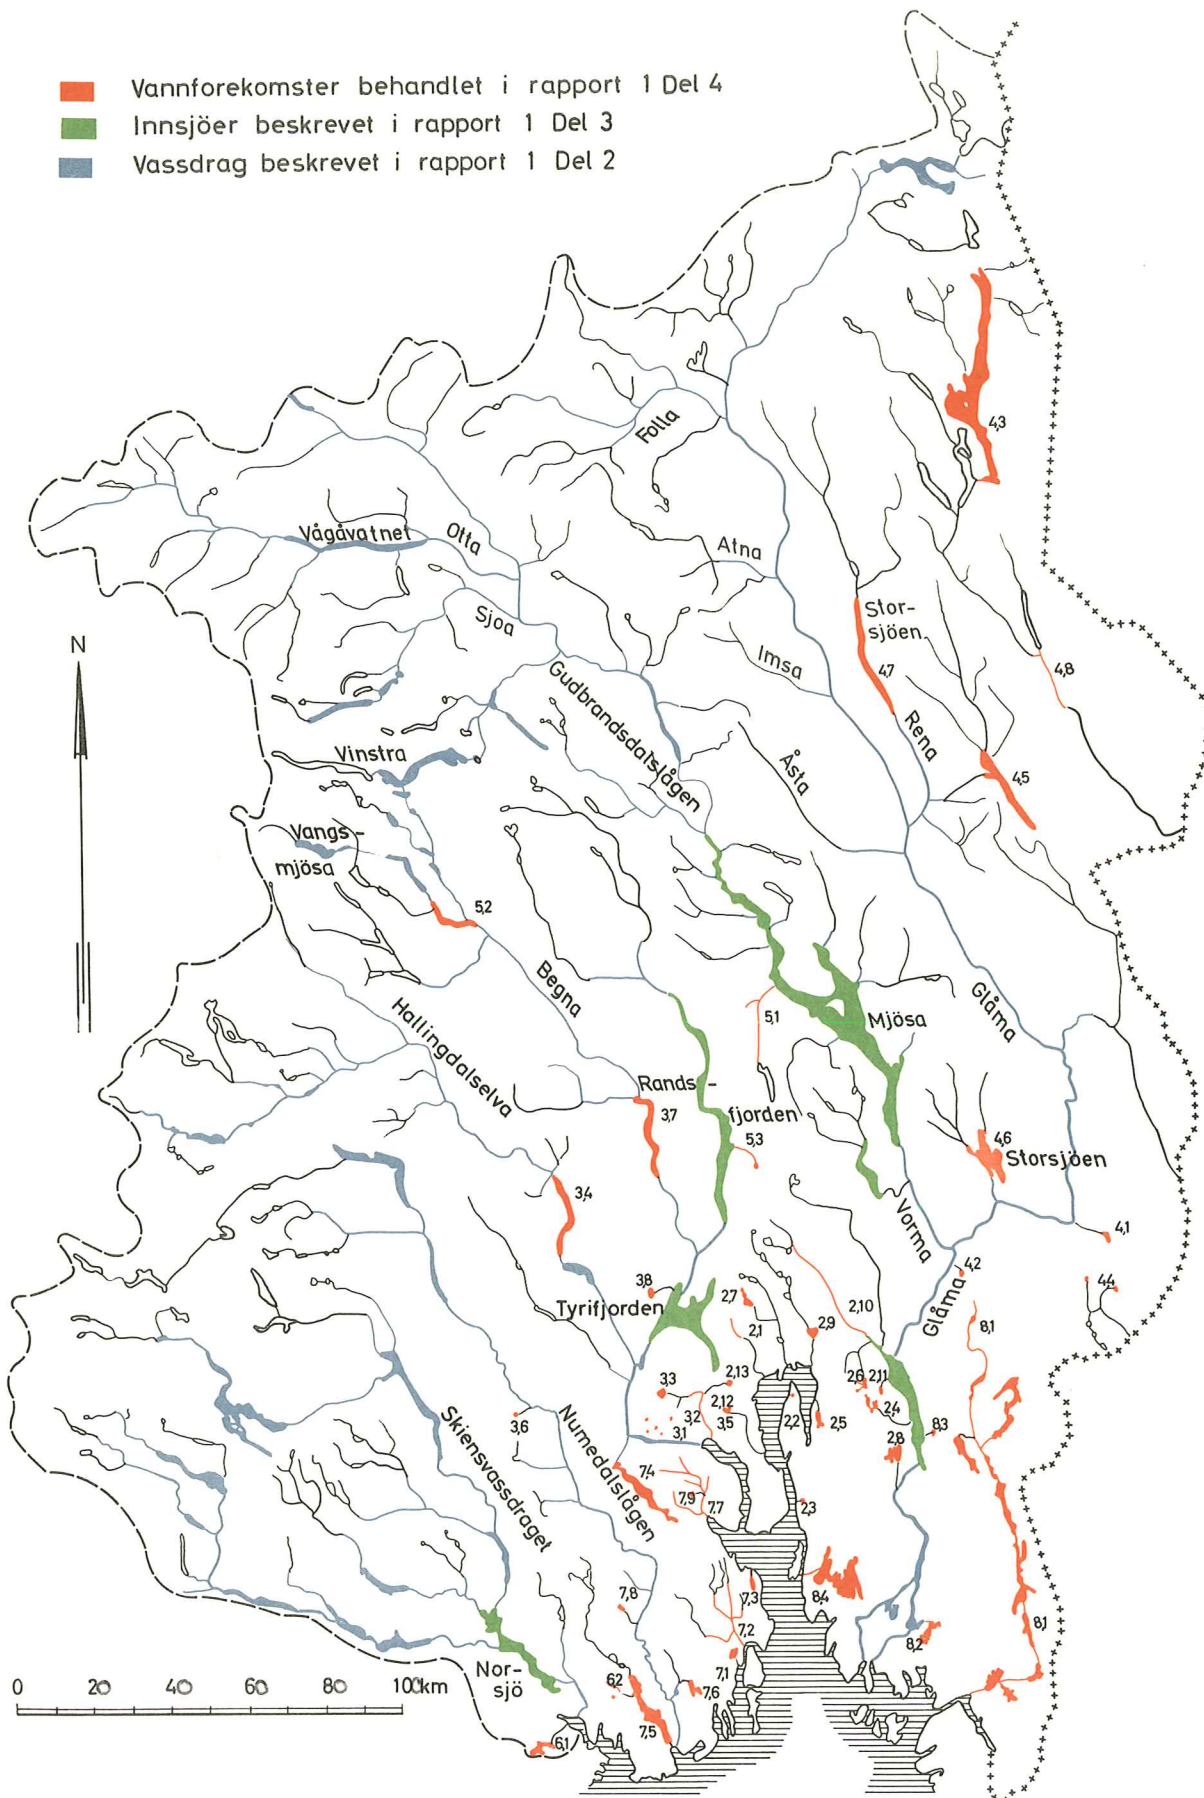 Vannforekomster behandlet i rapport 1 Del 4
Innsjöer beskrevet i rapport 1 Del 3
Vassdrag beskrevet i rapport 1 Del 2
4,3
Folla
Vågåvatnet
Otta
Atna
Stor-
sjöen
Sjoa
Imsa
4,7
4,8
N
Gudbrandsdalslågen
Rena
Vinstra
Åsta
4,5
Vangs-
mjösa
5,2
Begna
Glåma
Hallingdalselva
5,1
Mjösa
Rands-
fjorden
3,7
5,3
4,6
Storsjöen
3,4
Vorma
4,1
4,2
4,4
3,8
Tyrifjorden
2,7
2,10
Glåma
2,1
2,9
8,1
3,3
2,13
2,6
2,11
2,12
2,4
3,2
3,5
2,2
2,5
8,3
3,6
3,1
2,8
Numedalslågen
Skiensvassdraget
7,4
7,9
7,7
2,3
7,8
7,3
8,4
7,2
8,2
8,1
Nor-
sjö
6,2
7,1
7,6
0 20 40 60 80 100km
7,5
6,1